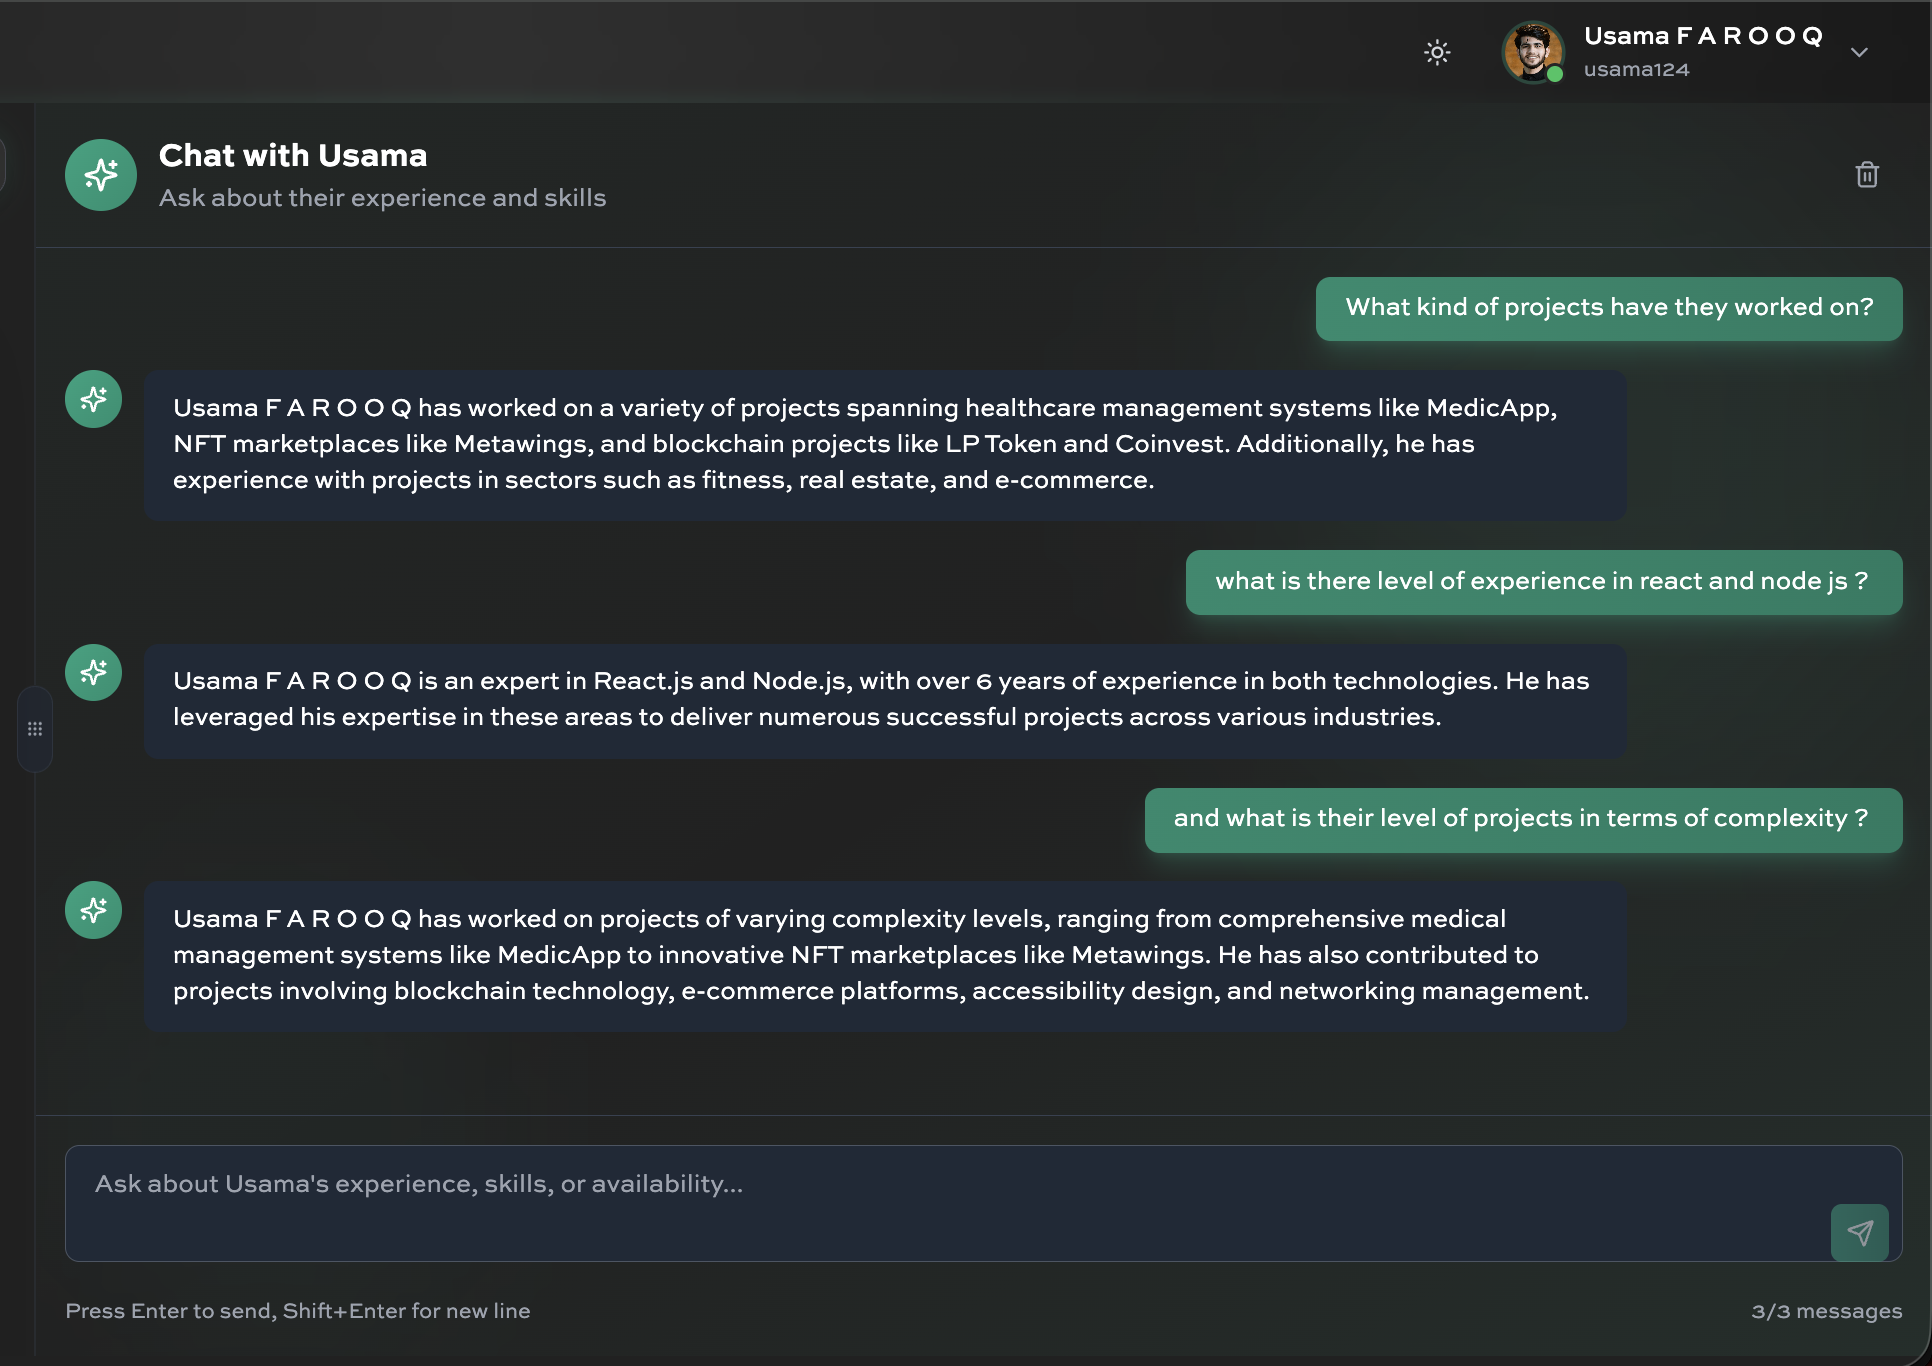 Usama F A R O O Q
usama124
Chat with Usama
Ask about their experience and skills
What kind of projects have they worked on?
Usama F A R O O Q has worked on a variety of projects spanning healthcare management systems like MedicApp,
NFT marketplaces like Metawings, and blockchain projects like LP Token and Coinvest. Additionally, he has
experience with projects in sectors such as fitness, real estate, and e-commerce.
what is there level of experience in react and node js ?
Usama F A R O O Q is an expert in React.js and Node.js, with over 6 years of experience in both technologies. He has
leveraged his expertise in these areas to deliver numerous successful projects across various industries.
and what is their level of projects in terms of complexity ?
Usama F A R O O Q has worked on projects of varying complexity levels, ranging from comprehensive medical
management systems like MedicApp to innovative NFT marketplaces like Metawings. He has also contributed to
projects involving blockchain technology, e-commerce platforms, accessibility design, and networking management.
Ask about Usama's experience, skills, or availability...
Press Enter to send, Shift+Enter for new line
3/3 messages